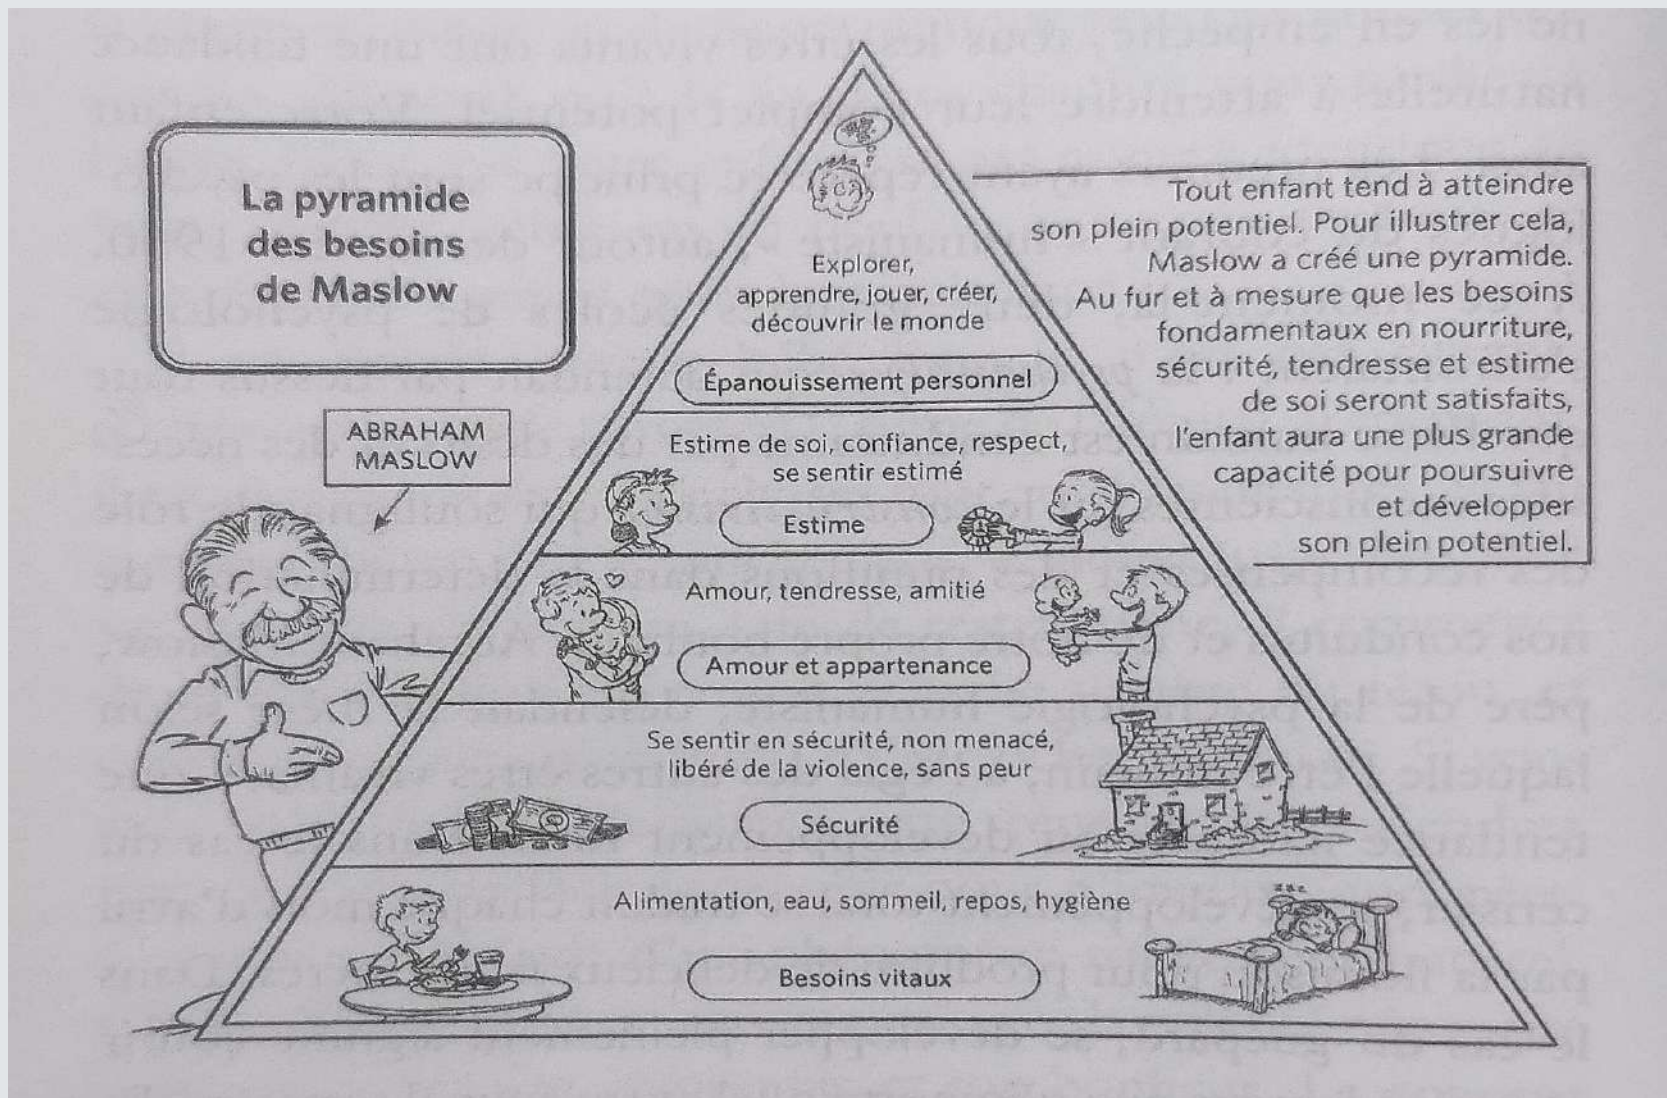 La pyramide
des besoins
de Maslow
ABRAHAM
MASLOW
Tout enfant tend à atteindre
son plein potentiel. Pour illustrer cela,
Maslow a créé une pyramide.
Au fur et à mesure que les besoins
fondamentaux en nourriture,
sécurité, tendresse et estime
de soi seront satisfaits,
l'enfant aura une plus grande
capacité pour poursuivre
et développer
son plein potentiel.
Explorer,
apprendre, jouer, créer,
découvrir le monde
Épanouissement personnel
Estime de soi, confiance, respect,
se sentir estimé
Estime
Amour, tendresse, amitié
Amour et appartenance
Se sentir en sécurité, non menacé,
libéré de la violence, sans peur
Sécurité
Alimentation, eau, sommeil, repos, hygiène
zzz
Besoins vitaux